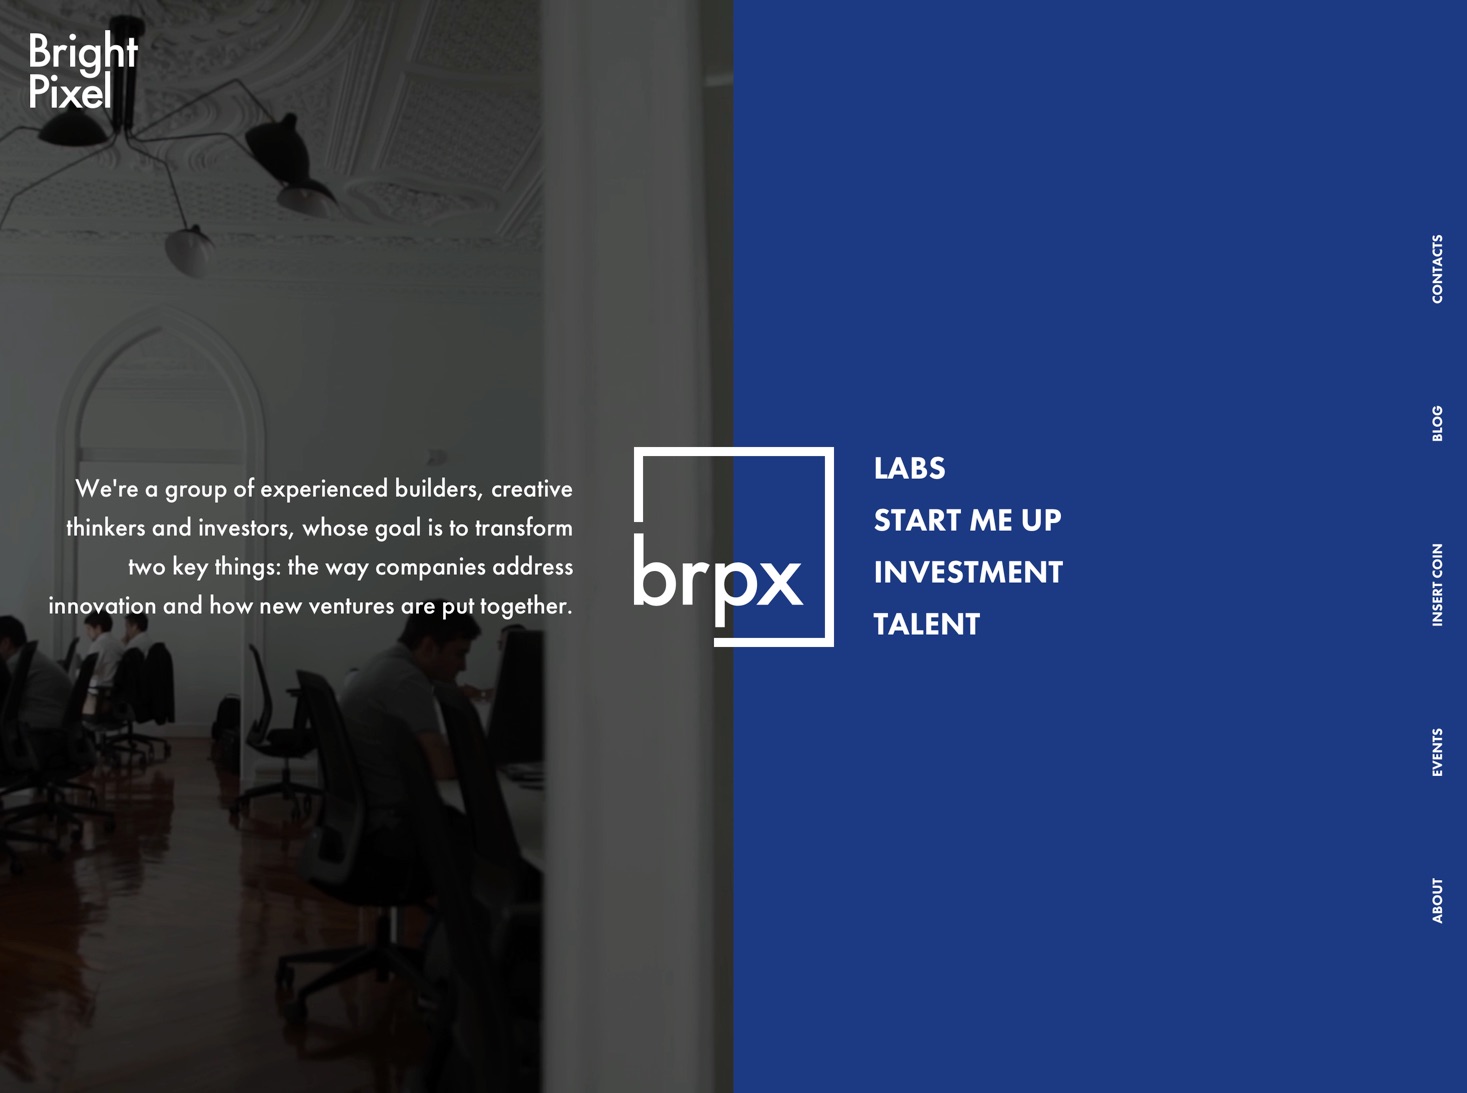 Bright
Pixel
We're a group of experienced builders, creative
thinkers and investors, whose goal is to transform
two key things: the way companies address
innovation and how new ventures are put together.
brpx
LABS
START ME UP
INVESTMENT
TALENT
CONTACTS
BLOG
INSERT COIN
EVENTS
ABOUT